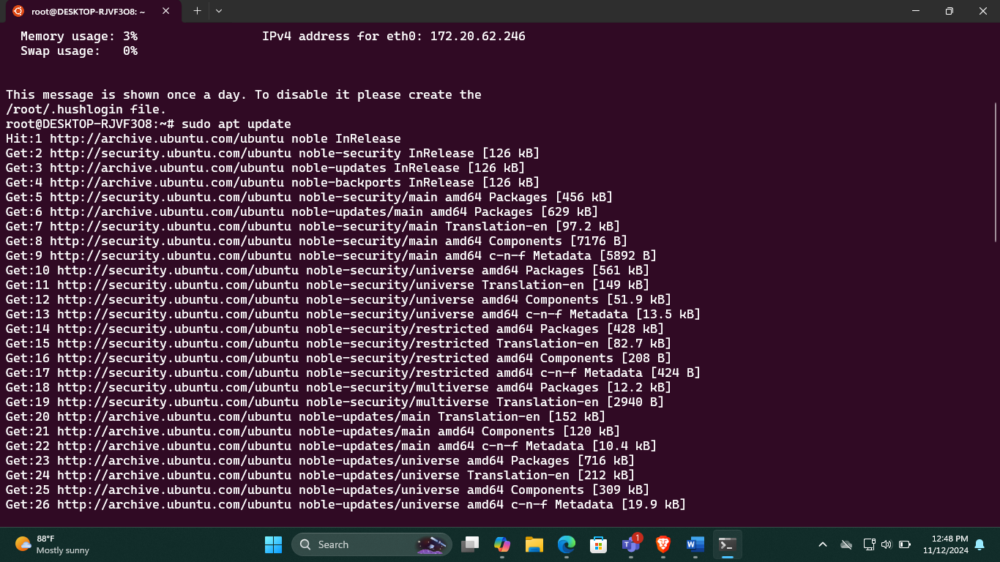 root@DESKTOP-RJVF3O8: ~
Memory usage: 3% IPv4 address for eth0: 172.20.62.246
Swap usage: 0%
This message is shown once a day. To disable it please create the
/root/.hushlogin file.
root@DESKTOP-RJVF3O8:~# sudo apt update
Hit:1 http://archive.ubuntu.com/ubuntu noble InRelease
Get:2 http://security.ubuntu.com/ubuntu noble-security InRelease [126 kB]
Get:3 http://archive.ubuntu.com/ubuntu noble-updates InRelease [126 kB]
Get:4 http://archive.ubuntu.com/ubuntu noble-backports InRelease [126 kB]
Get:5 http://security.ubuntu.com/ubuntu noble-security/main amd64 Packages [456 kB]
Get:6 http://archive.ubuntu.com/ubuntu noble-updates/main amd64 Packages [629 kB]
Get:7 http://security.ubuntu.com/ubuntu noble-security/main Translation-en [97.2 kB]
Get:8 http://security.ubuntu.com/ubuntu noble-security/main amd64 Components [7176 B]
Get:9 http://security.ubuntu.com/ubuntu noble-security/main amd64 c-n-f Metadata [5892 B]
Get:10 http://security.ubuntu.com/ubuntu noble-security/universe amd64 Packages [561 kB]
Get:11 http://security.ubuntu.com/ubuntu noble-security/universe Translation-en [149 kB]
Get:12 http://security.ubuntu.com/ubuntu noble-security/universe amd64 Components [51.9 kB]
Get:13 http://security.ubuntu.com/ubuntu noble-security/universe amd64 c-n-f Metadata [13.5 kB]
Get:14 http://security.ubuntu.com/ubuntu noble-security/restricted amd64 Packages [428 kB]
Get:15 http://security.ubuntu.com/ubuntu noble-security/restricted Translation-en [82.7 kB]
Get:16 http://security.ubuntu.com/ubuntu noble-security/restricted amd64 Components [208 B]
Get:17 http://security.ubuntu.com/ubuntu noble-security/restricted amd64 c-n-f Metadata [424 B]
Get:18 http://security.ubuntu.com/ubuntu noble-security/multiverse amd64 Packages [12.2 kB]
Get:19 http://security.ubuntu.com/ubuntu noble-security/multiverse Translation-en [2940 B]
Get:20 http://archive.ubuntu.com/ubuntu noble-updates/main Translation-en [152 kB]
Get:21 http://archive.ubuntu.com/ubuntu noble-updates/main amd64 Components [120 kB]
Get:22 http://archive.ubuntu.com/ubuntu noble-updates/main amd64 c-n-f Metadata [10.4 kB]
Get:23 http://archive.ubuntu.com/ubuntu noble-updates/universe amd64 Packages [716 kB]
Get:24 http://archive.ubuntu.com/ubuntu noble-updates/universe Translation-en [212 kB]
Get:25 http://archive.ubuntu.com/ubuntu noble-updates/universe amd64 Components [309 kB]
Get:26 http://archive.ubuntu.com/ubuntu noble-updates/universe amd64 c-n-f Metadata [19.9 kB]
88°F
Mostly sunny
Search
1
12:48 PM
11/12/2024